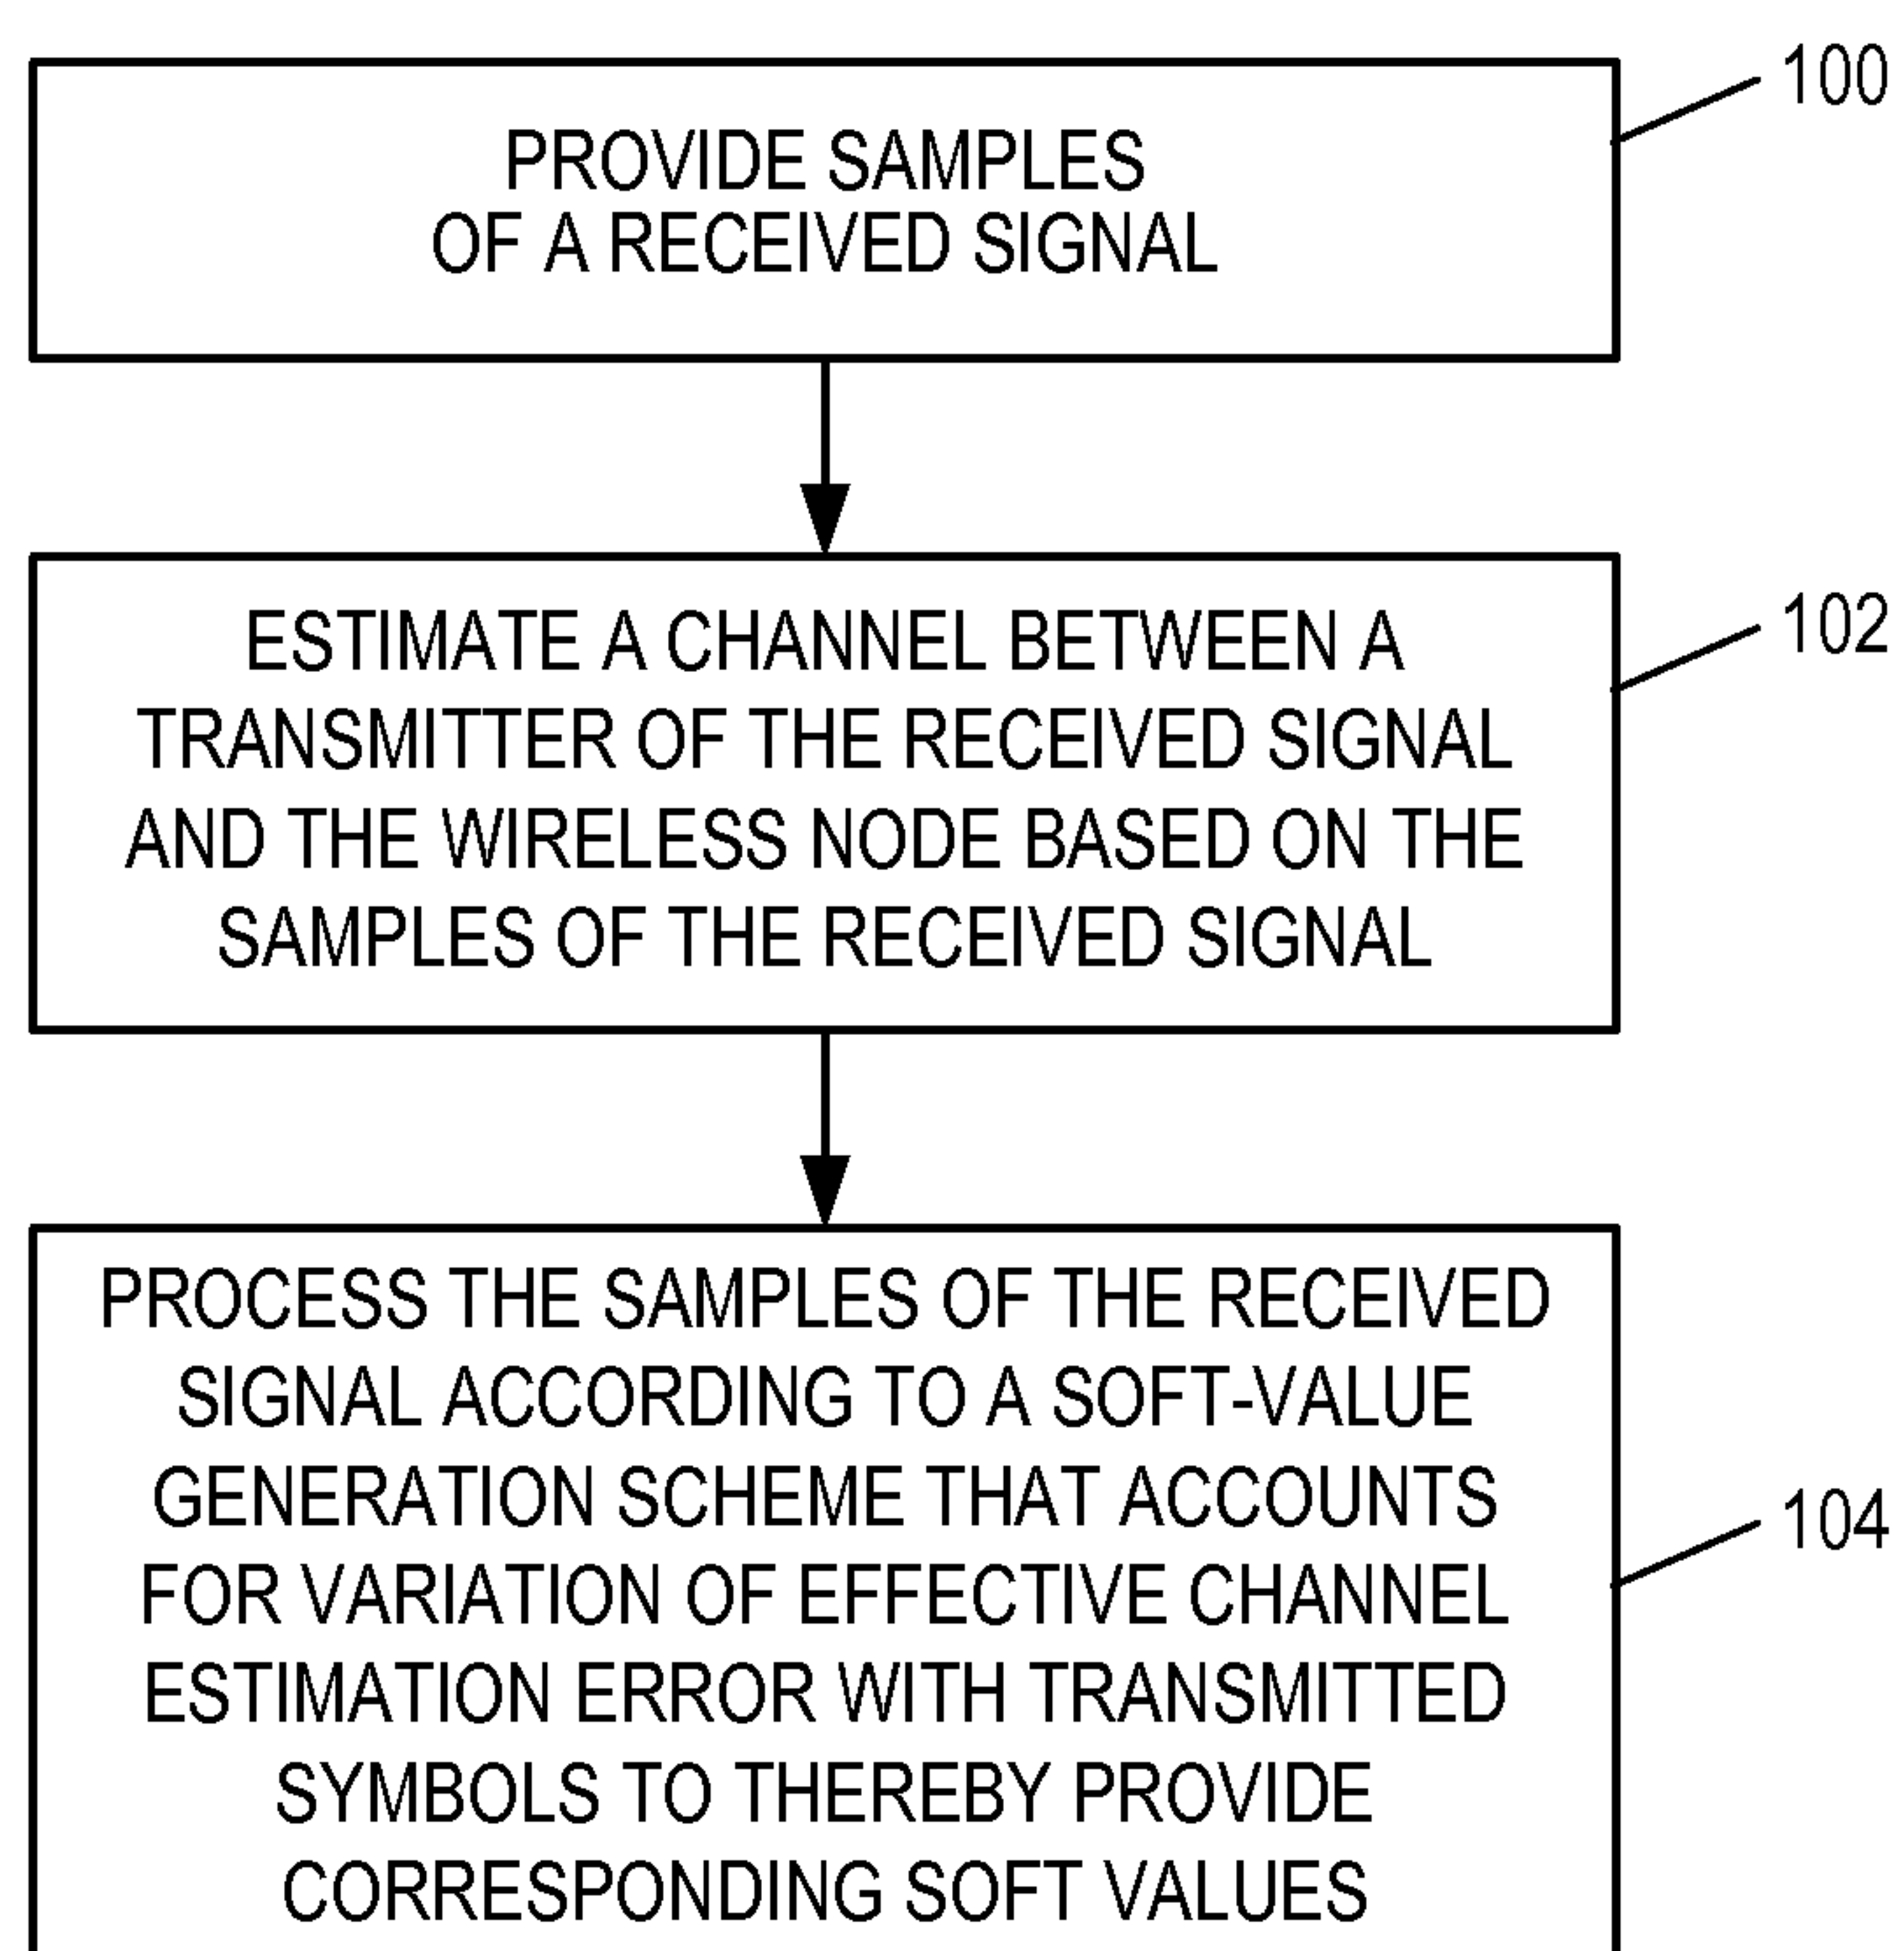 100
PROVIDE SAMPLES
OF A RECEIVED SIGNAL
102
ESTIMATE A CHANNEL BETWEEN A
TRANSMITTER OF THE RECEIVED SIGNAL
AND THE WIRELESS NODE BASED ON THE
SAMPLES OF THE RECEIVED SIGNAL
104
PROCESS THE SAMPLES OF THE RECEIVED
SIGNAL ACCORDING TO A SOFT-VALUE
GENERATION SCHEME THAT ACCOUNTS
FOR VARIATION OF EFFECTIVE CHANNEL
ESTIMATION ERROR WITH TRANSMITTED
SYMBOLS TO THEREBY PROVIDE
CORRESPONDING SOFT VALUES